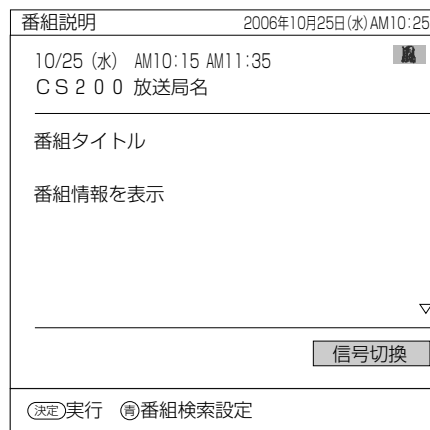 番組説明 2006年10月25日(水)AM10:25
10/25 (水) AM10:15 AM11:35
ＣＳ２００ 放送局名
番組タイトル
番組情報を表示
信号切換
決定 実行 青 番組検索設定